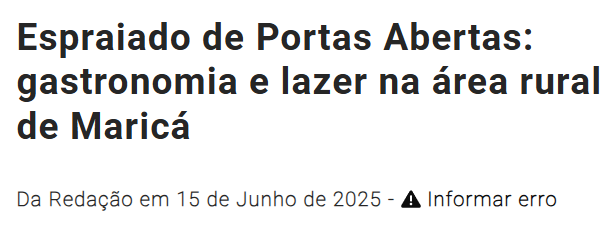 Espraiado de Portas Abertas:
gastronomia e lazer na área rural
de Maricá
Da Redação em 15 de Junho de 2025 - Informar erro